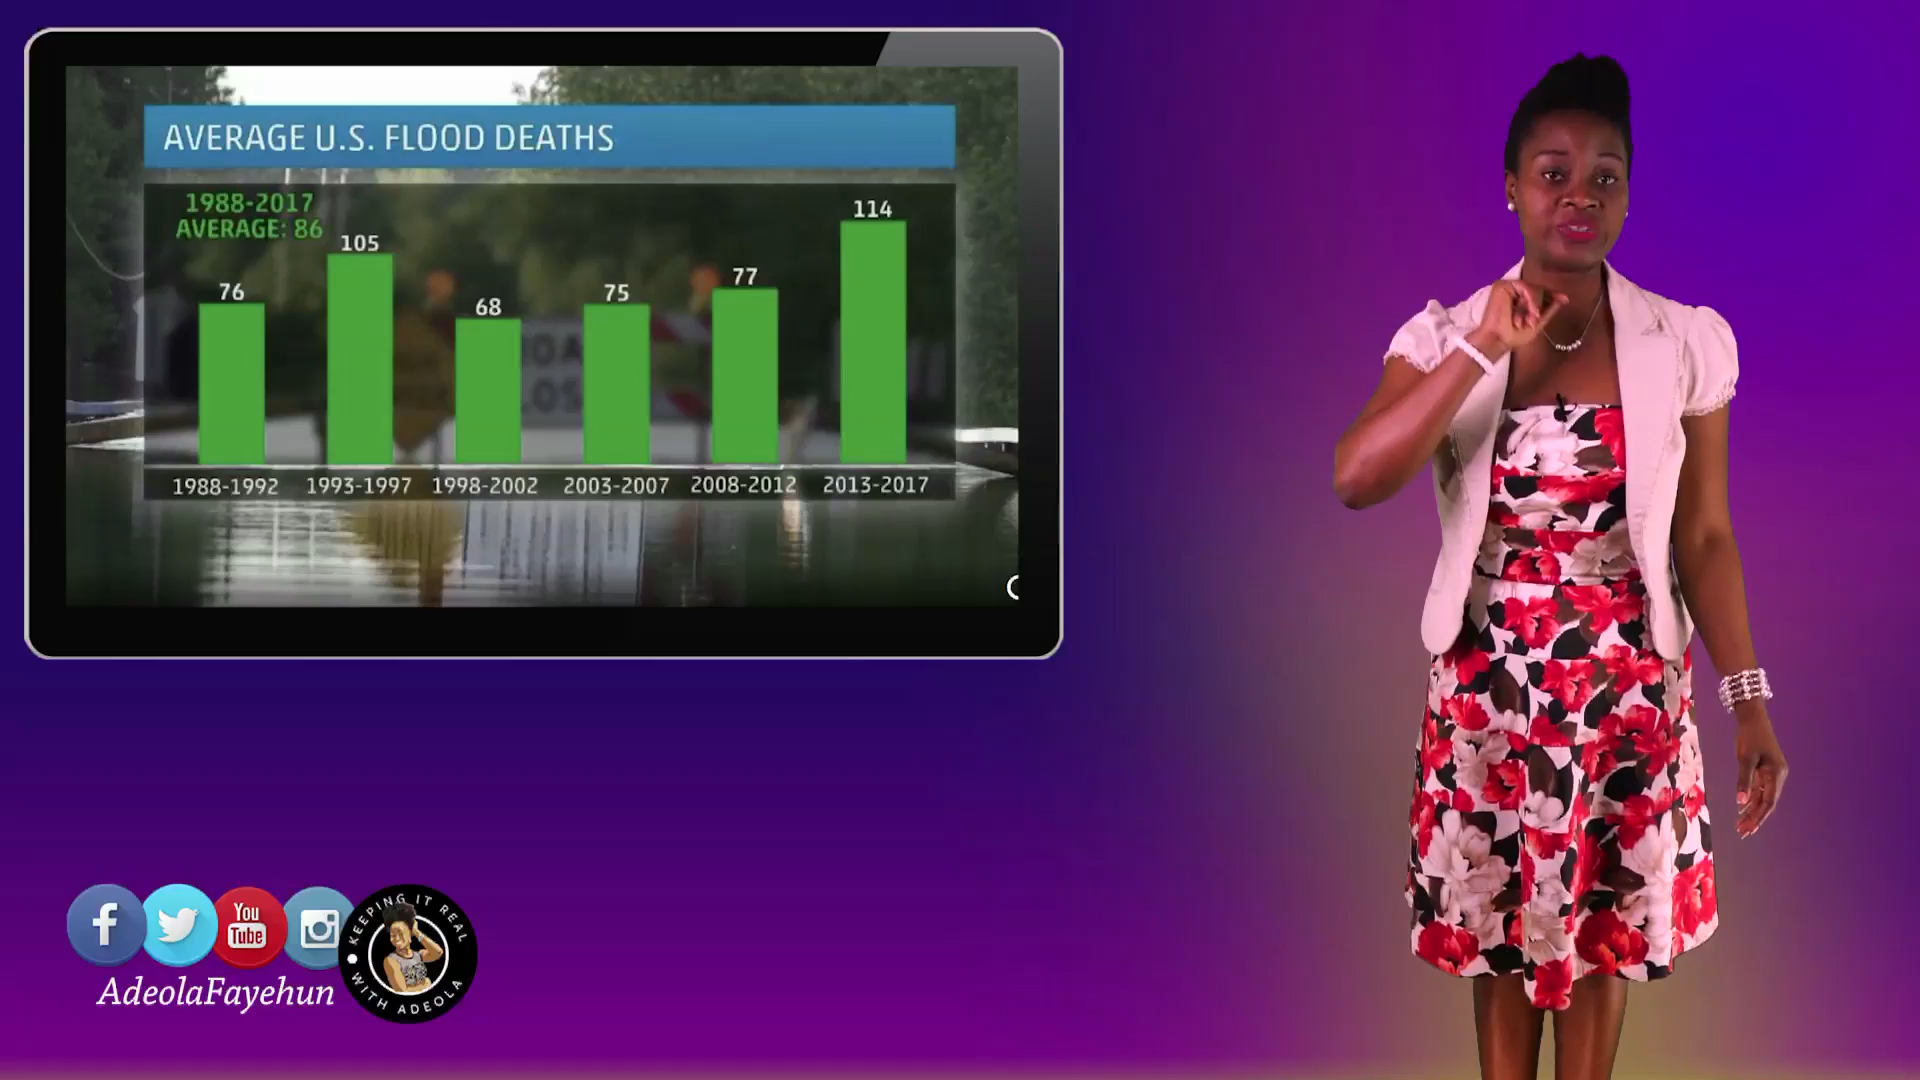 AVERAGE U.S. FLOOD DEATHS
1988-2017
AVERAGE: 86
76
105
68
75
77
114
1988-1992
1993-1997
1998-2002
2003-2007
2008-2012
2013-2017
f
You
Tube
AdeolaFayehun
KEEPING IT REAL
WITH ADEOLA